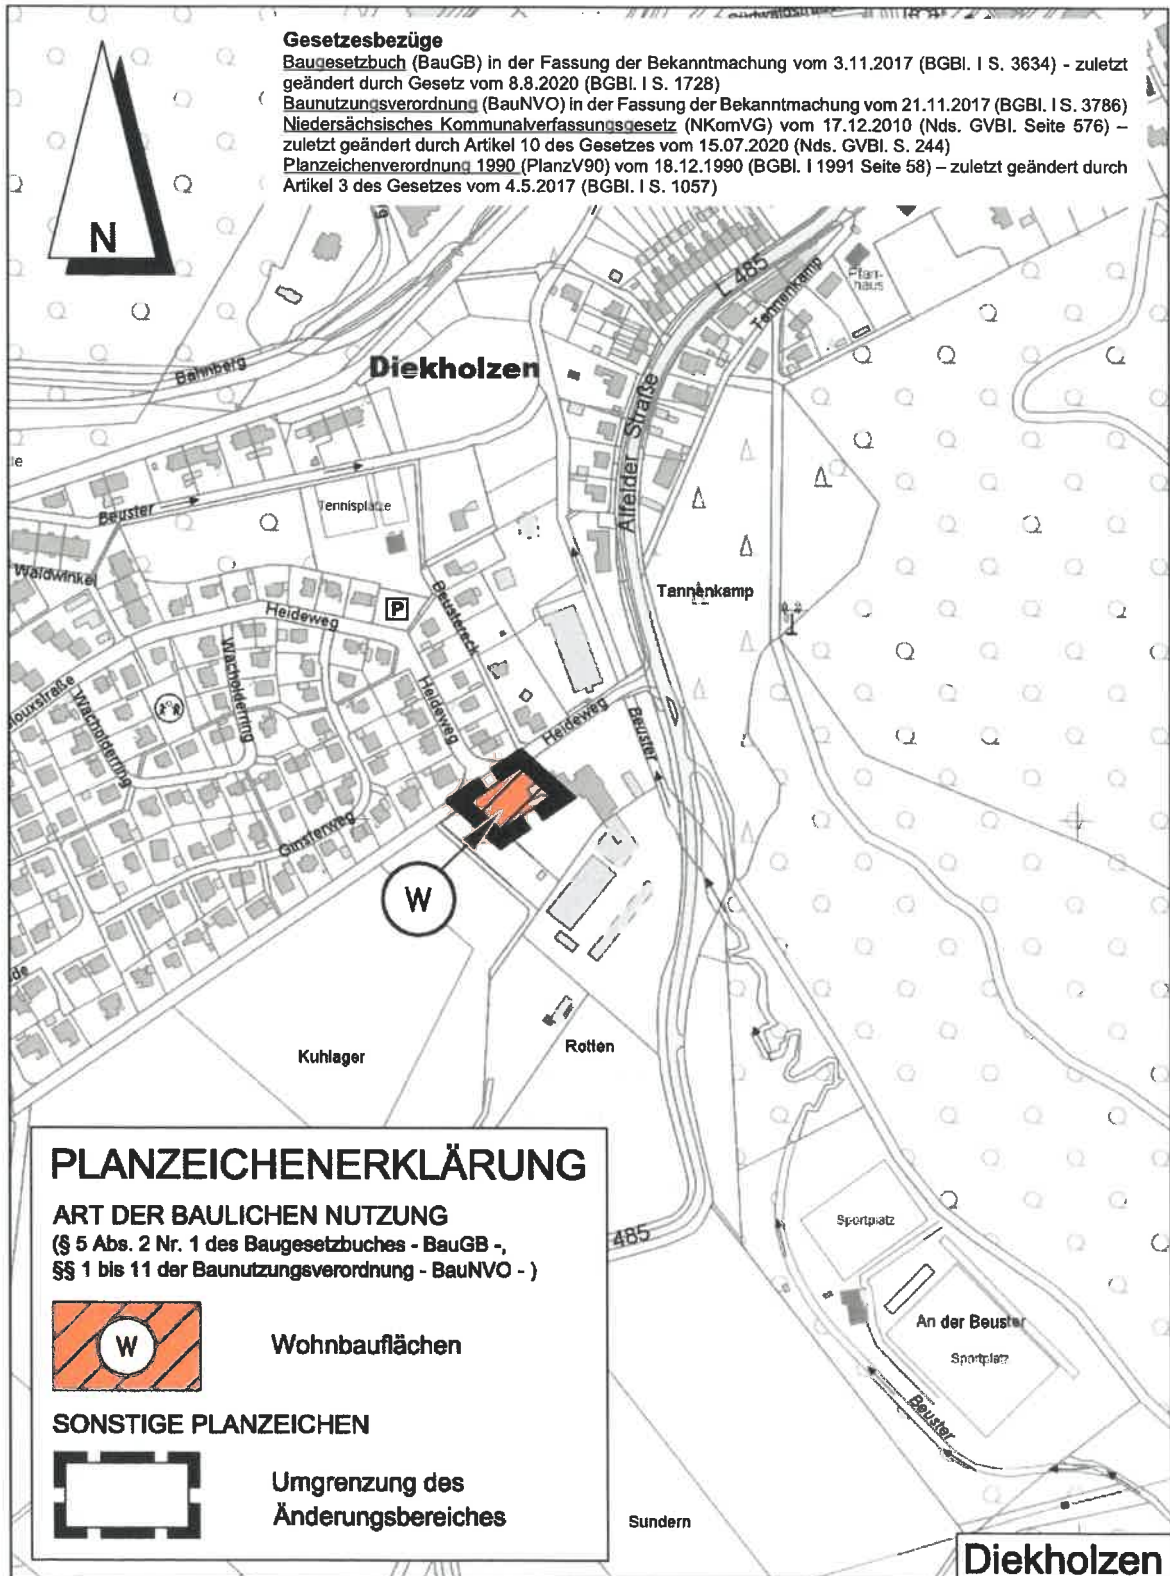 Gesetzesbezüge
Baugesetzbuch (BauGB) in der Fassung der Bekanntmachung vom 3.11.2017 (BGBl. I S. 3634) - zuletzt
geändert durch Gesetz vom 8.8.2020 (BGBl. I S. 1728)
Baunutzungsverordnung (BauNVO) in der Fassung der Bekanntmachung vom 21.11.2017 (BGBl. I S. 3786)
Niedersächsisches Kommunalverfassungsgesetz (NKomVG) vom 17.12.2010 (Nds. GVBl. Seite 576) –
zuletzt geändert durch Artikel 10 des Gesetzes vom 15.07.2020 (Nds. GVBl. S. 244)
Planzeichenverordnung 1990 (PlanzV90) vom 18.12.1990 (BGBl. I 1991 Seite 58) – zuletzt geändert durch
Artikel 3 des Gesetzes vom 4.5.2017 (BGBl. I S. 1057)
N
L 485
Tannenkamp
Pfarr-
haus
Bahnberg
Diekholzen
Alfelder Straße
Beuster
Tennisplätze
Waldwinkel
Tannenkamp
Heideweg
P
Beustereck
Wacholderring
Wacholderring
Heideweg
Heideweg
Beuster
Ginsterweg
W
Kuhlager
Rotten
PLANZEICHENERKLÄRUNG
ART DER BAULICHEN NUTZUNG
(§ 5 Abs. 2 Nr. 1 des Baugesetzbuches - BauGB -,
§§ 1 bis 11 der Baunutzungsverordnung - BauNVO - )
W
Wohnbauflächen
SONSTIGE PLANZEICHEN
Umgrenzung des
Änderungsbereiches
485
Sportplatz
An der Beuster
Sportplatz
Beuster
Sundern
Diekholzen